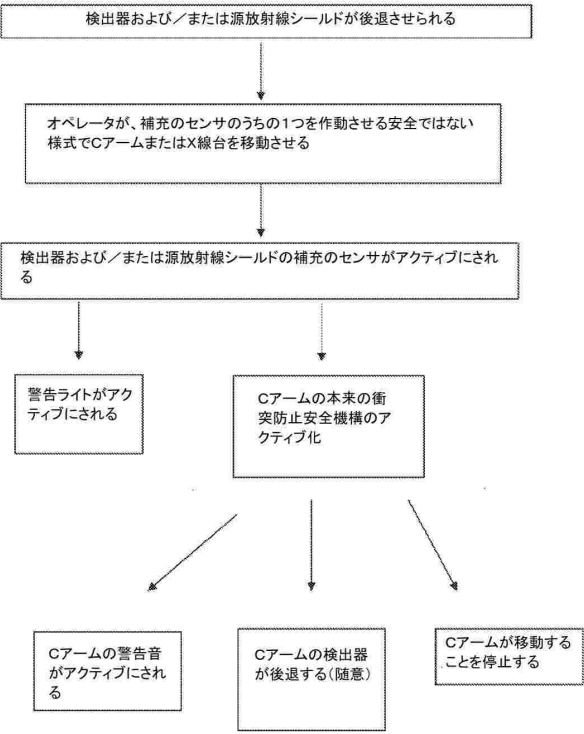 検出器および／または源放射線シールドが後退させられる
オペレータが、補充のセンサのうちの１つを作動させる安全ではない
様式でＣアームまたはＸ線台を移動させる
検出器および／または源放射線シールドの補充のセンサがアクティブにされ
る
警告ライトがアク
ティブにされる
Ｃアームの本来の衝
突防止安全機構のア
クティブ化
Ｃアームの警告音
がアクティブにされ
る
Ｃアームの検出器
が後退する（随意）
Ｃアームが移動する
ことを停止する